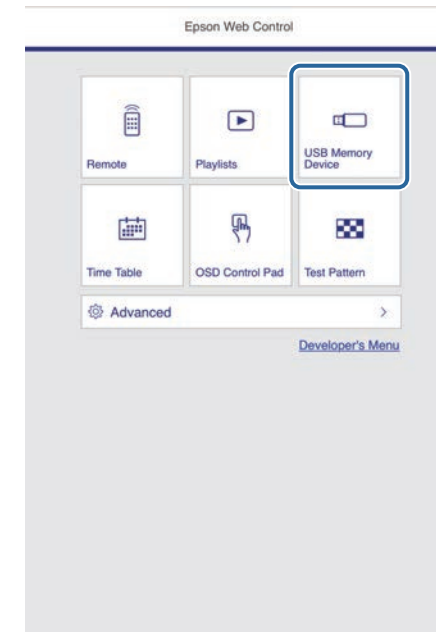 Epson Web Control
Remote
Playlists
USB Memory
Device
Time Table
OSD Control Pad
Test Pattern
Advanced
Developer's Menu